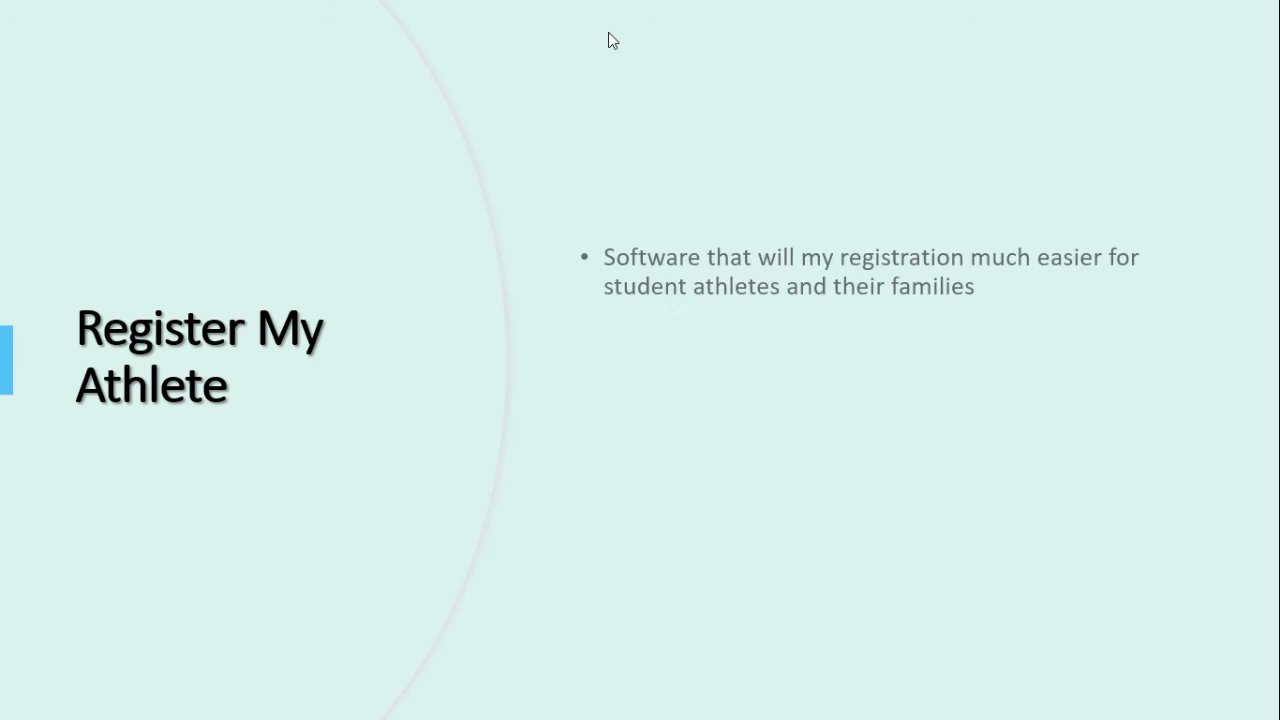 Register My
Athlete
• Software that will my registration much easier for
student athletes and their families